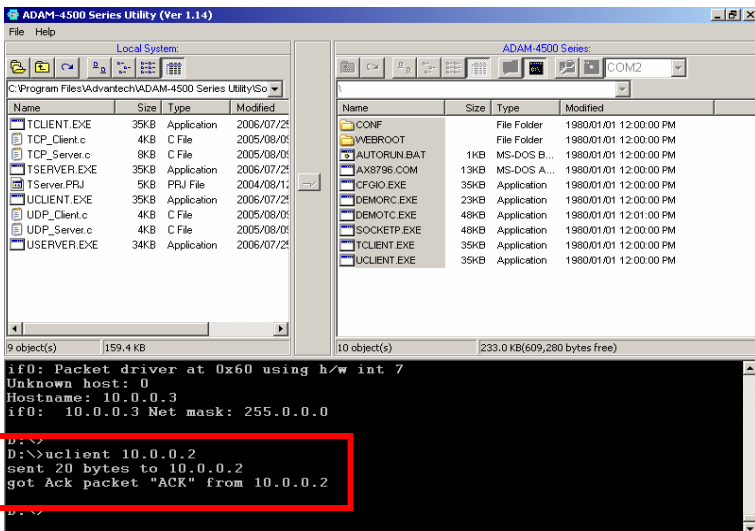 ADAM-4500 Series Utility (Ver 1.14)
File Help
Local System:
C:\Program Files\Advantech\ADAM-4500 Series Utility\So
Name Size Type Modified
TCLIENT.EXE 35KB Application 2006/07/25
TCP_Client.c 4KB C File 2005/08/09
TCP_Server.c 8KB C File 2005/08/09
TSERVER.EXE 35KB Application 2006/07/25
TServer.PRJ 5KB PRJ File 2004/08/12
UCLIENT.EXE 35KB Application 2006/07/25
UDP_Client.c 4KB C File 2005/08/09
UDP_Server.c 4KB C File 2005/08/09
USERVER.EXE 34KB Application 2006/07/25
9 object(s) 159.4 KB
ADAM-4500 Series:
COM2
\
Name Size Type Modified
CONF File Folder 1980/01/01 12:00:00 PM
WEBROOT File Folder 1980/01/01 12:00:00 PM
AUTORUN.BAT 1KB MS-DOS B... 1980/01/01 12:00:00 PM
AX8796.COM 13KB MS-DOS A... 1980/01/01 12:00:00 PM
CFGIO.EXE 35KB Application 1980/01/01 12:00:00 PM
DEMORC.EXE 23KB Application 1980/01/01 12:00:00 PM
DEMOTC.EXE 48KB Application 1980/01/01 12:01:00 PM
SOCKETP.EXE 48KB Application 1980/01/01 12:00:00 PM
TCLIENT.EXE 35KB Application 1980/01/01 12:00:00 PM
UCLIENT.EXE 35KB Application 1980/01/01 12:00:00 PM
10 object(s) 233.0 KB(609,280 bytes free)
if0: Packet driver at 0x60 using h/w int 7
Unknown host: 0
Hostname: 10.0.0.3
if0: 10.0.0.3 Net mask: 255.0.0.0
D:\>
D:\>uclient 10.0.0.2
sent 20 bytes to 10.0.0.2
got Ack packet "ACK" from 10.0.0.2
D:\>